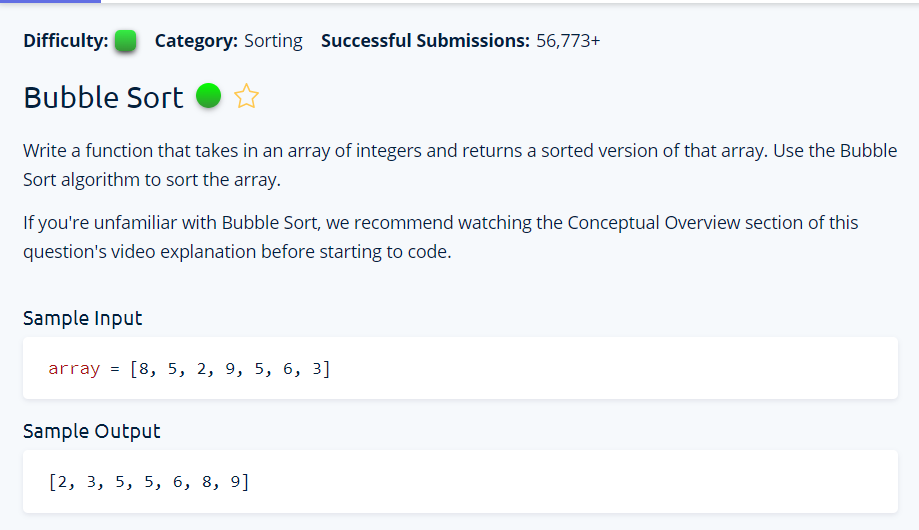 Difficulty: Category: Sorting Successful Submissions: 56,773+
Bubble Sort
Write a function that takes in an array of integers and returns a sorted version of that array. Use the Bubble
Sort algorithm to sort the array.
If you're unfamiliar with Bubble Sort, we recommend watching the Conceptual Overview section of this
question's video explanation before starting to code.
Sample Input
array = [8, 5, 2, 9, 5, 6, 3]
Sample Output
[2, 3, 5, 5, 6, 8, 9]